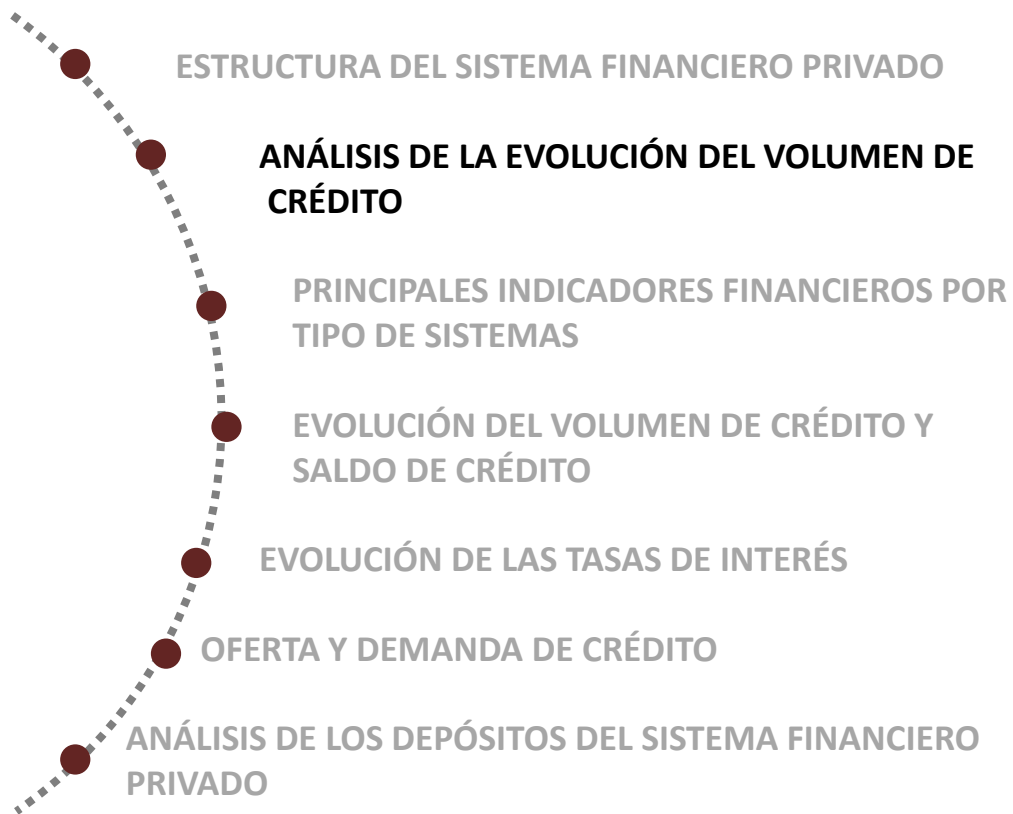 ESTRUCTURA DEL SISTEMA FINANCIERO PRIVADO
ANÁLISIS DE LA EVOLUCIÓN DEL VOLUMEN DE
CRÉDITO
PRINCIPALES INDICADORES FINANCIEROS POR
TIPO DE SISTEMAS
EVOLUCIÓN DEL VOLUMEN DE CRÉDITO Y
SALDO DE CRÉDITO
EVOLUCIÓN DE LAS TASAS DE INTERÉS
OFERTA Y DEMANDA DE CRÉDITO
ANÁLISIS DE LOS DEPÓSITOS DEL SISTEMA FINANCIERO
PRIVADO